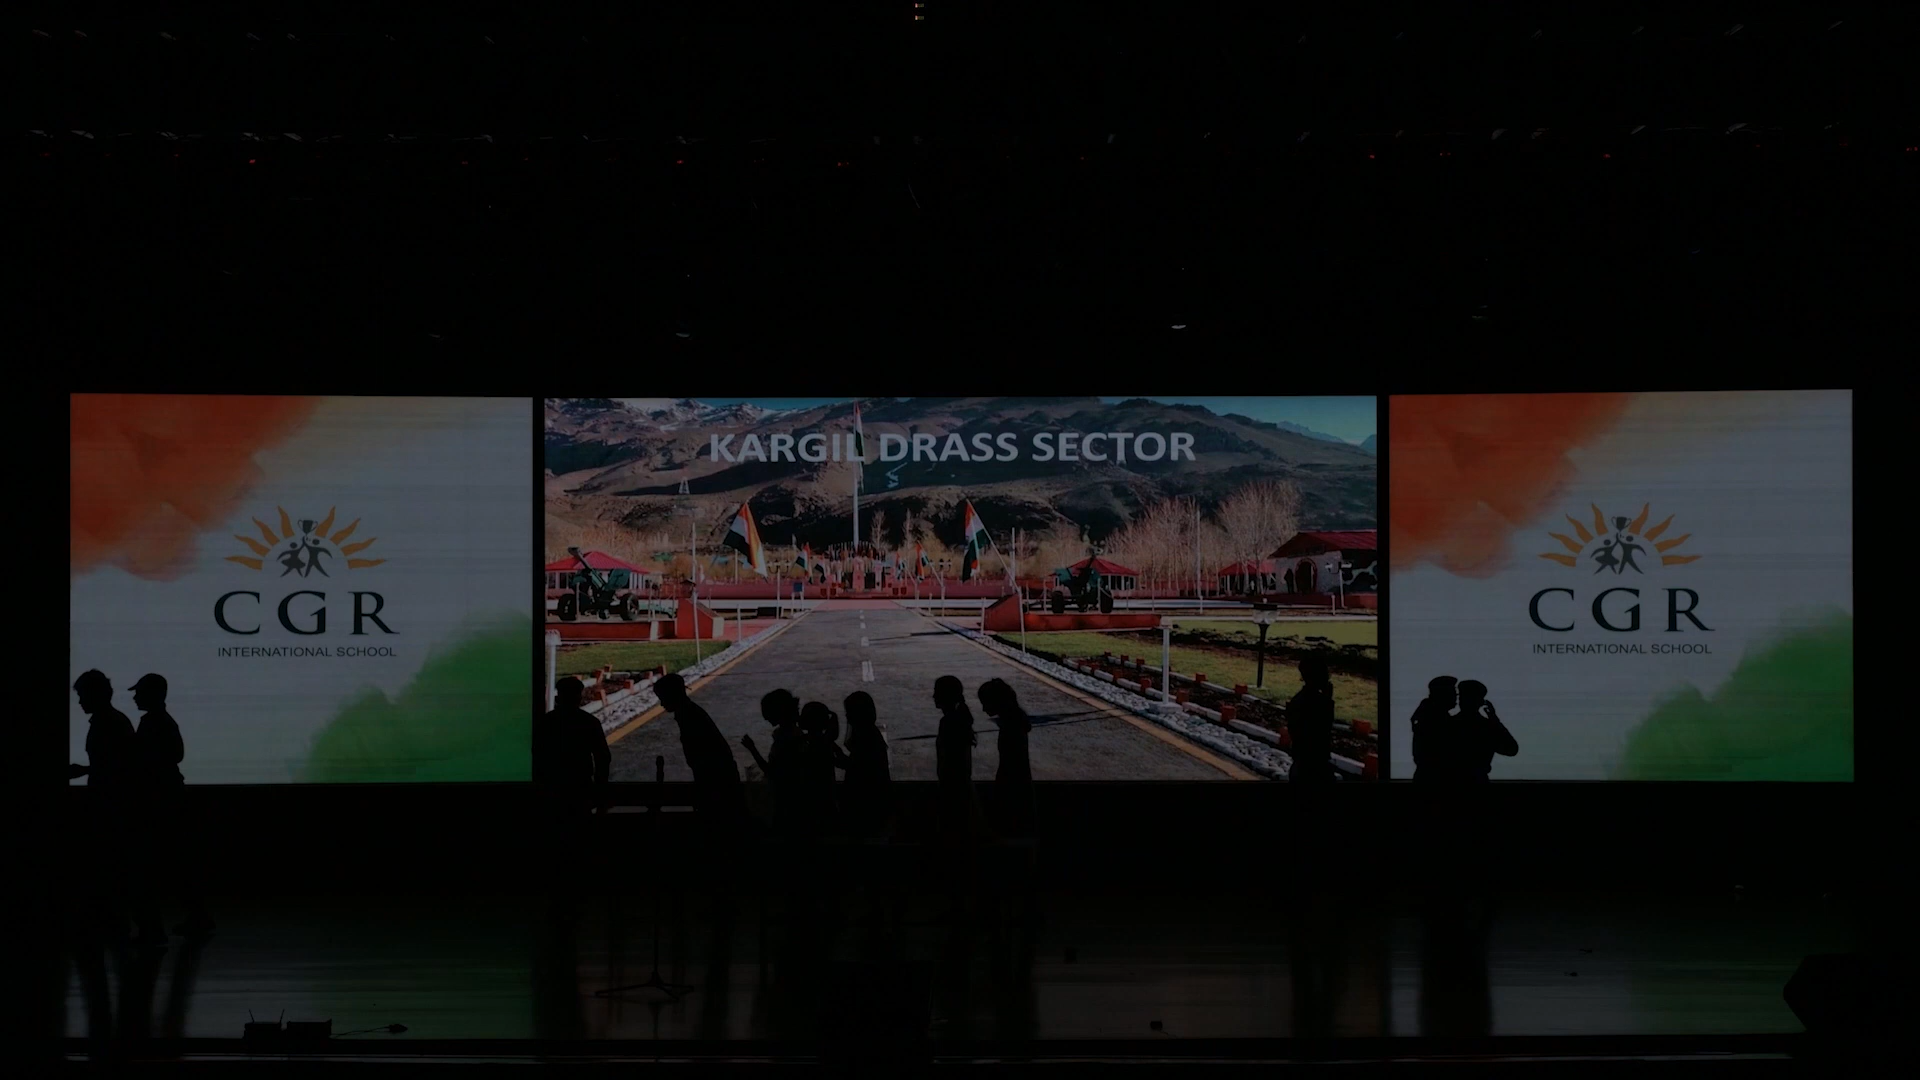 CGR
INTERNATIONAL SCHOOL
KARGIL DRASS SECTOR
CGR
INTERNATIONAL SCHOOL